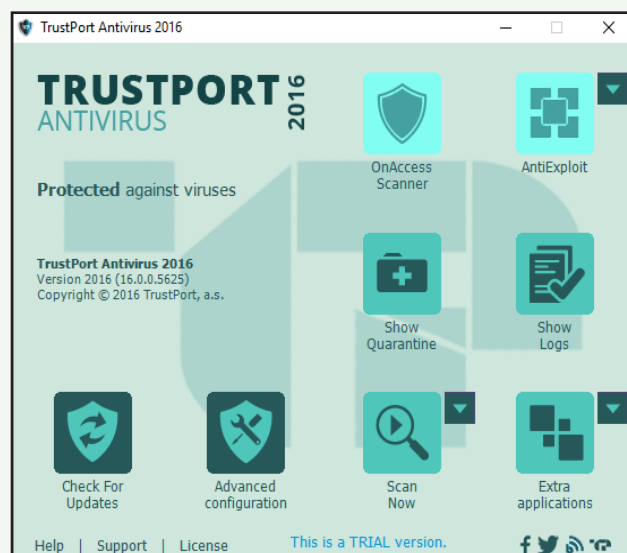 TrustPort Antivirus 2016
TRUSTPORT 2016
ANTIVIRUS
Protected against viruses
TrustPort Antivirus 2016
Version 2016 (16.0.0.5625)
Copyright © 2016 TrustPort, a.s.
OnAccess
Scanner
AntiExploit
Show
Quarantine
Show
Logs
Check For
Updates
Advanced
configuration
Scan
Now
Extra
applications
Help | Support | License
This is a TRIAL version.